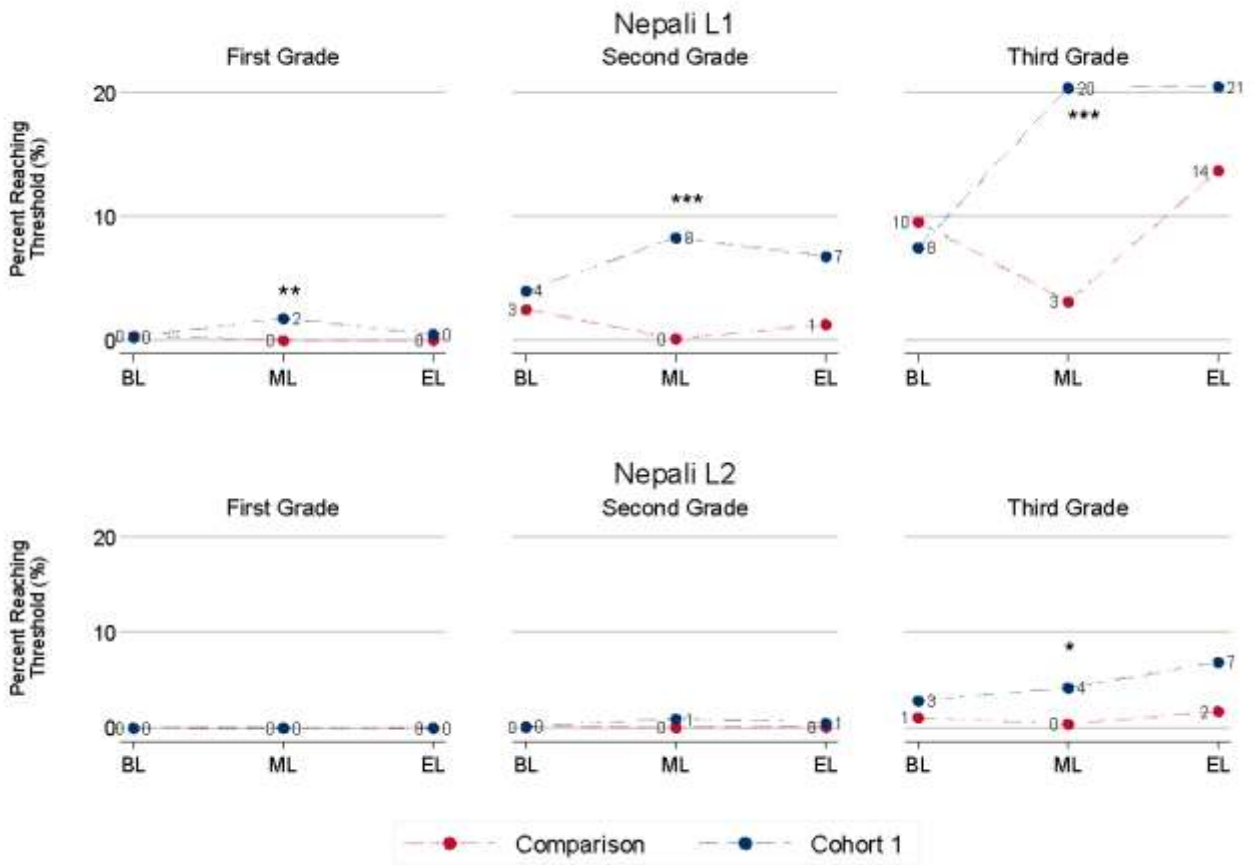 Nepali L1
First Grade Second Grade Third Grade
Percent Reaching
Threshold (%)
20
10
0
0 0 0 2 0 0
**
BL ML EL
3 4 0 8 1 7
***
BL ML EL
10 8 3 20 14 21
***
BL ML EL
Nepali L2
First Grade Second Grade Third Grade
Percent Reaching
Threshold (%)
20
10
0
0 0 0 0 0 0
BL ML EL
0 0 0 1 0 1
BL ML EL
1 3 0 4 2 7
*
BL ML EL
Comparison Cohort 1